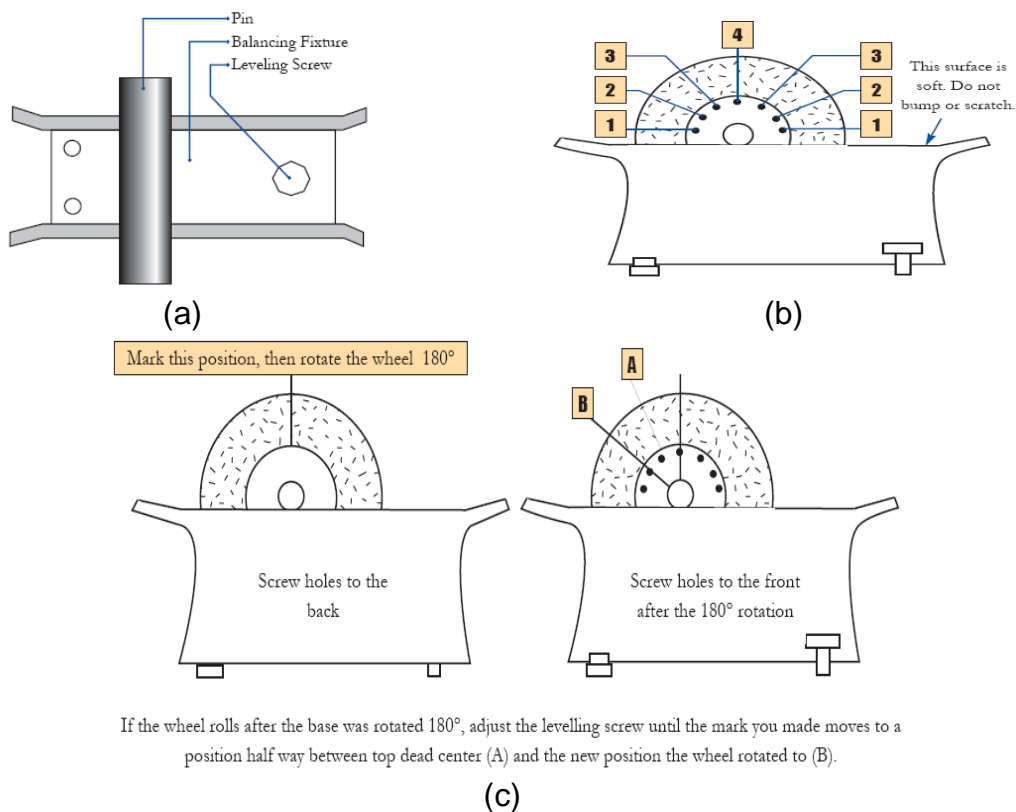 Pin
Balancing Fixture
Leveling Screw
(a)
4
3
3
2
2
1
1
This surface is
soft. Do not
bump or scratch.
(b)
Mark this position, then rotate the wheel 180°
A
B
Screw holes to the
back
Screw holes to the front
after the 180° rotation
If the wheel rolls after the base was rotated 180°, adjust the levelling screw until the mark you made moves to a
position half way between top dead center (A) and the new position the wheel rotated to (B).
(c)